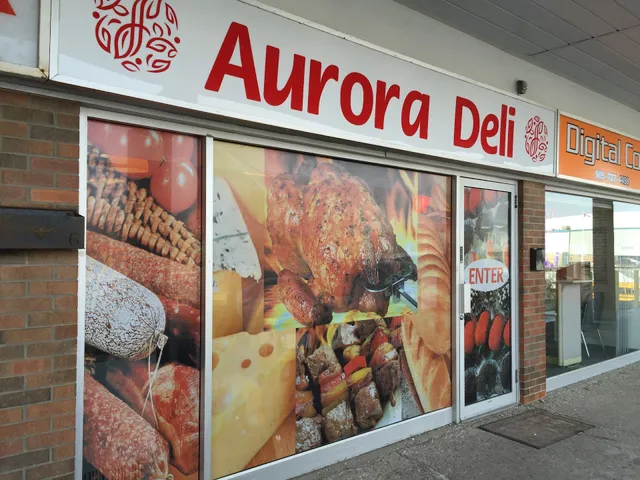 Aurora Deli
Digital Co
ENTER